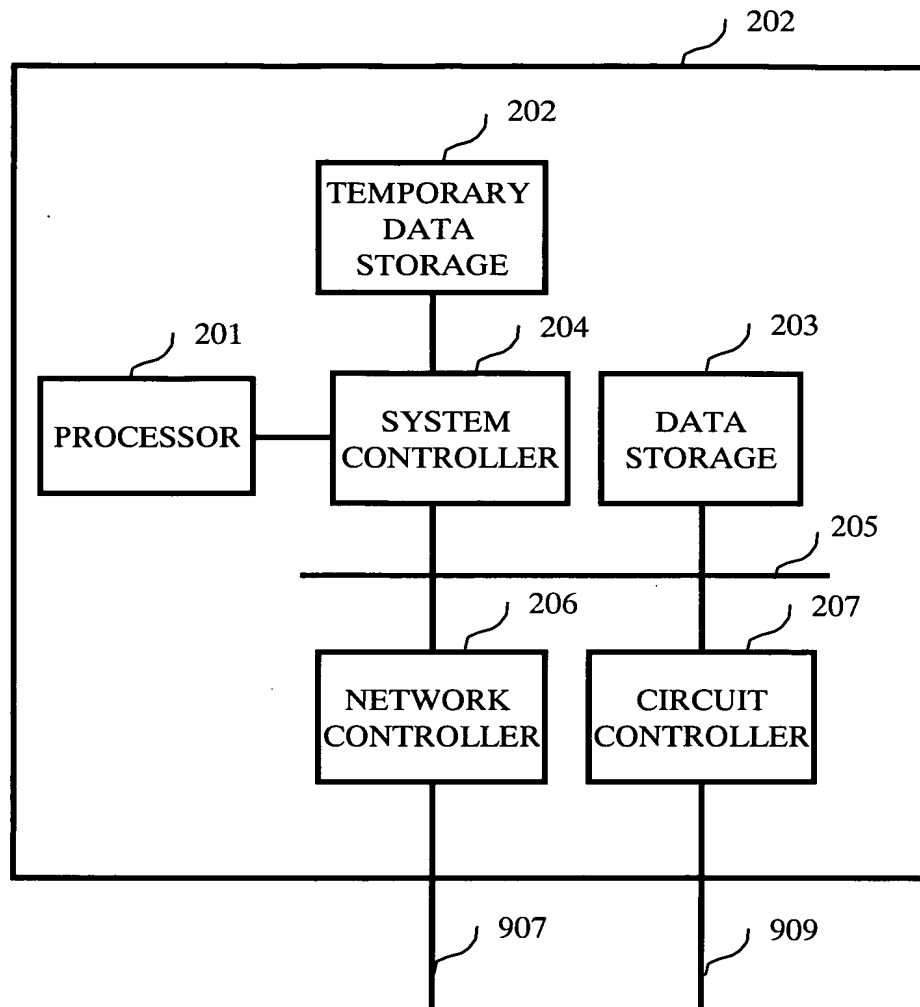 202
202
TEMPORARY
DATA
STORAGE
201
204
203
PROCESSOR
SYSTEM
CONTROLLER
DATA
STORAGE
205
206
207
NETWORK
CONTROLLER
CIRCUIT
CONTROLLER
907
909